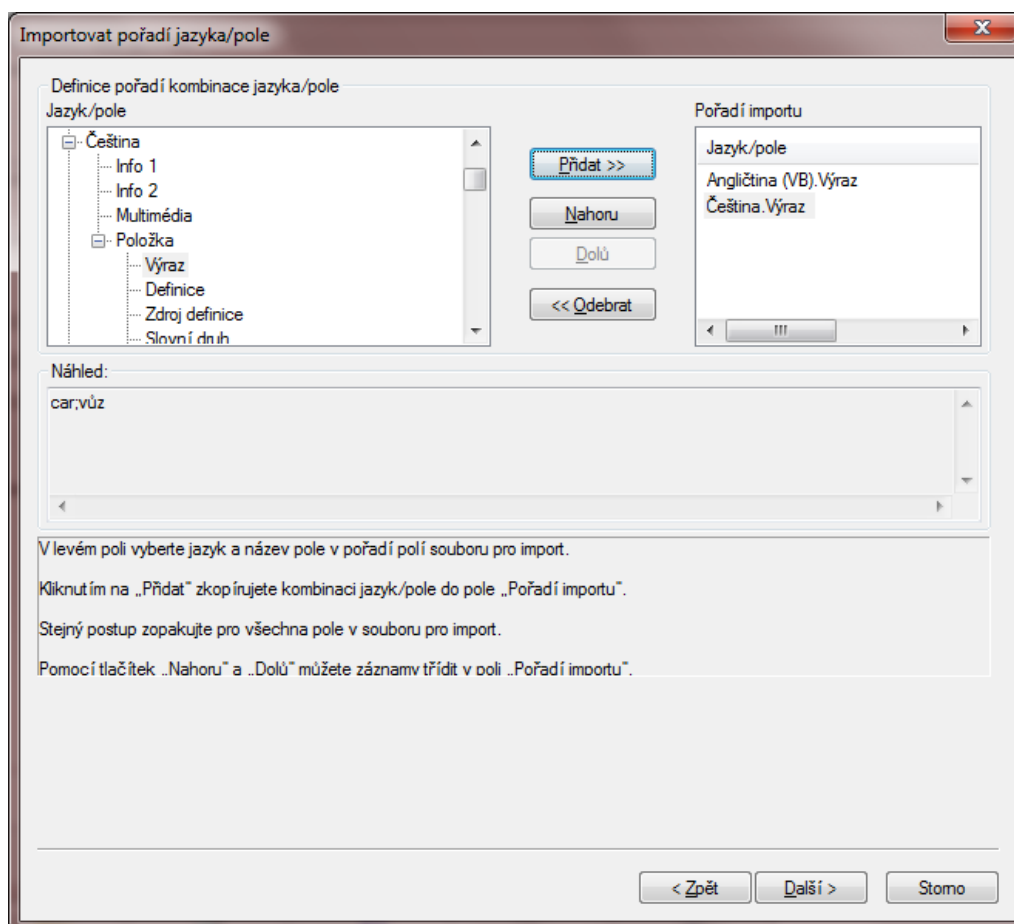 Importovat pořadí jazyka/pole
Definice pořadí kombinace jazyka/pole
Jazyk/pole
Čeština
Info 1
Info 2
Multimédia
Položka
Výraz
Definice
Zdroj definice
Slovní druh
Přidat >>
Nahoru
Dolů
<< Odebrat
Pořadí importu
Jazyk/pole
Angličtina (VB).Výraz
Čeština.Výraz
Náhled:
car;vůz
V levém poli vyberte jazyk a název pole v pořadí polí souboru pro import.
Kliknutím na „Přidat“ zkopírujete kombinaci jazyk/pole do pole „Pořadí importu“.
Stejný postup zopakujte pro všechna pole v souboru pro import.
Pomocí tlačítek „Nahoru“ a „Dolů“ můžete záznamy třídit v poli „Pořadí importu“.
< Zpět
Další >
Storno